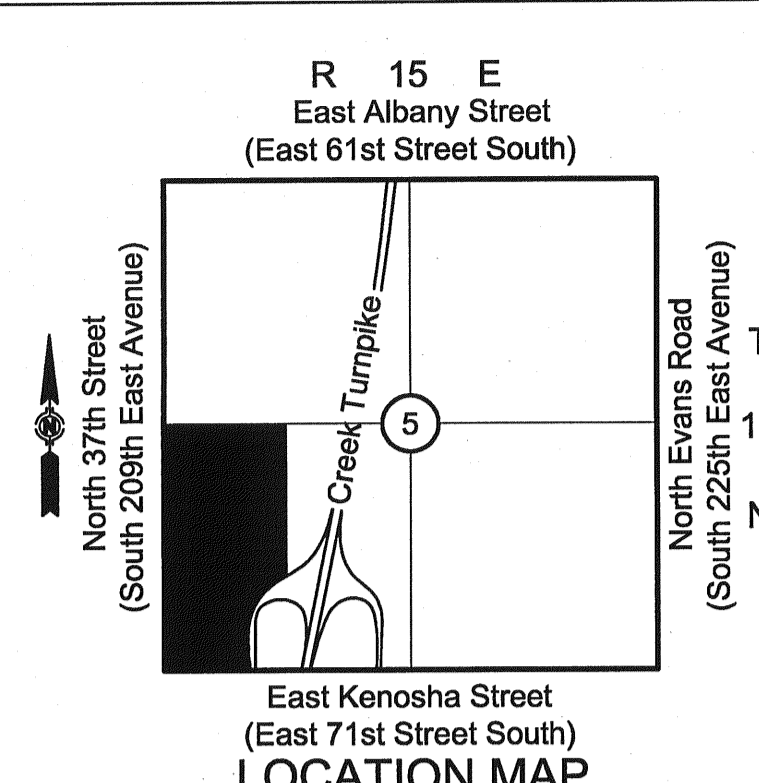 R 15 E
East Albany Street
(East 61st Street South)
North 37th Street
(South 209th East Avenue)
N
Creek Turnpike
5
North Evans Road
(South 225th East Avenue)
East Kenosha Street
(East 71st Street South)
LOCATION MAP